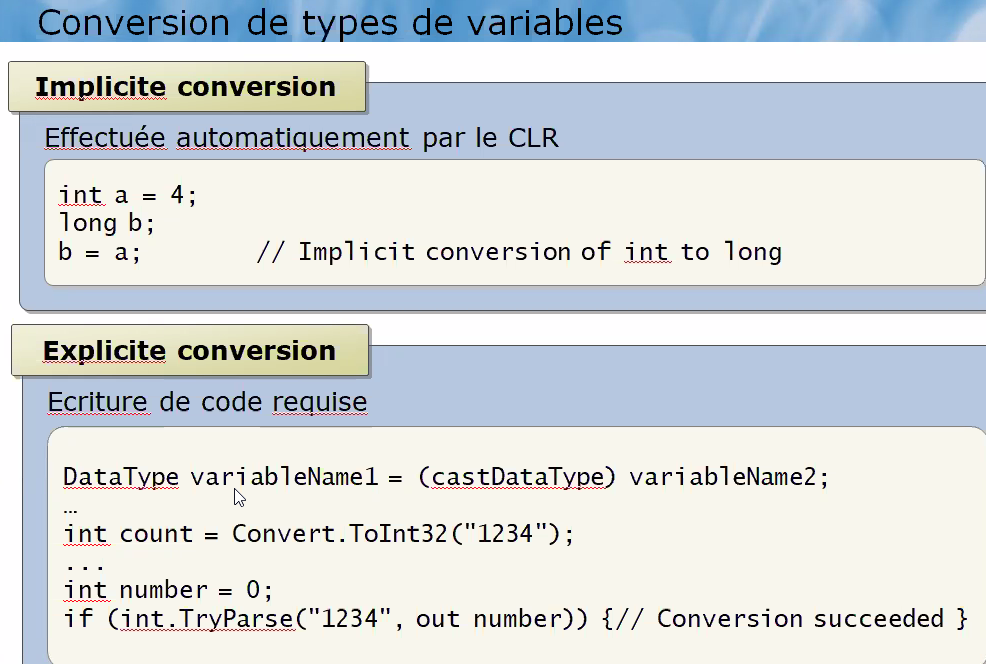 Conversion de types de variables
Implicite conversion
Effectuée automatiquement par le CLR
int a = 4;
long b;
b = a; // Implicit conversion of int to long
Explicite conversion
Ecriture de code requise
DataType variableName1 = (castDataType) variableName2;
…
int count = Convert.ToInt32("1234");
...
int number = 0;
if (int.TryParse("1234", out number)) {// Conversion succeeded }